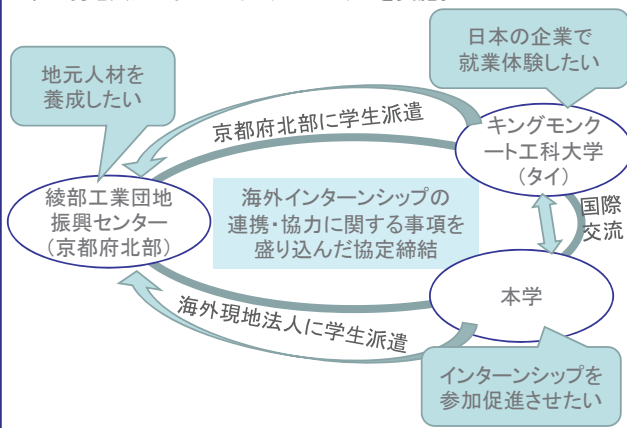 日本の企業で
就業体験したい
地元人材を
養成したい
京都府北部に学生派遣
キングモンク
ート工科大学
(タイ)
綾部工業団地
振興センター
(京都府北部)
海外インターンシップの
連携・協力に関する事項を
盛り込んだ協定締結
国際
交流
本学
海外現地法人に学生派遣
インターンシップを
参加促進させたい